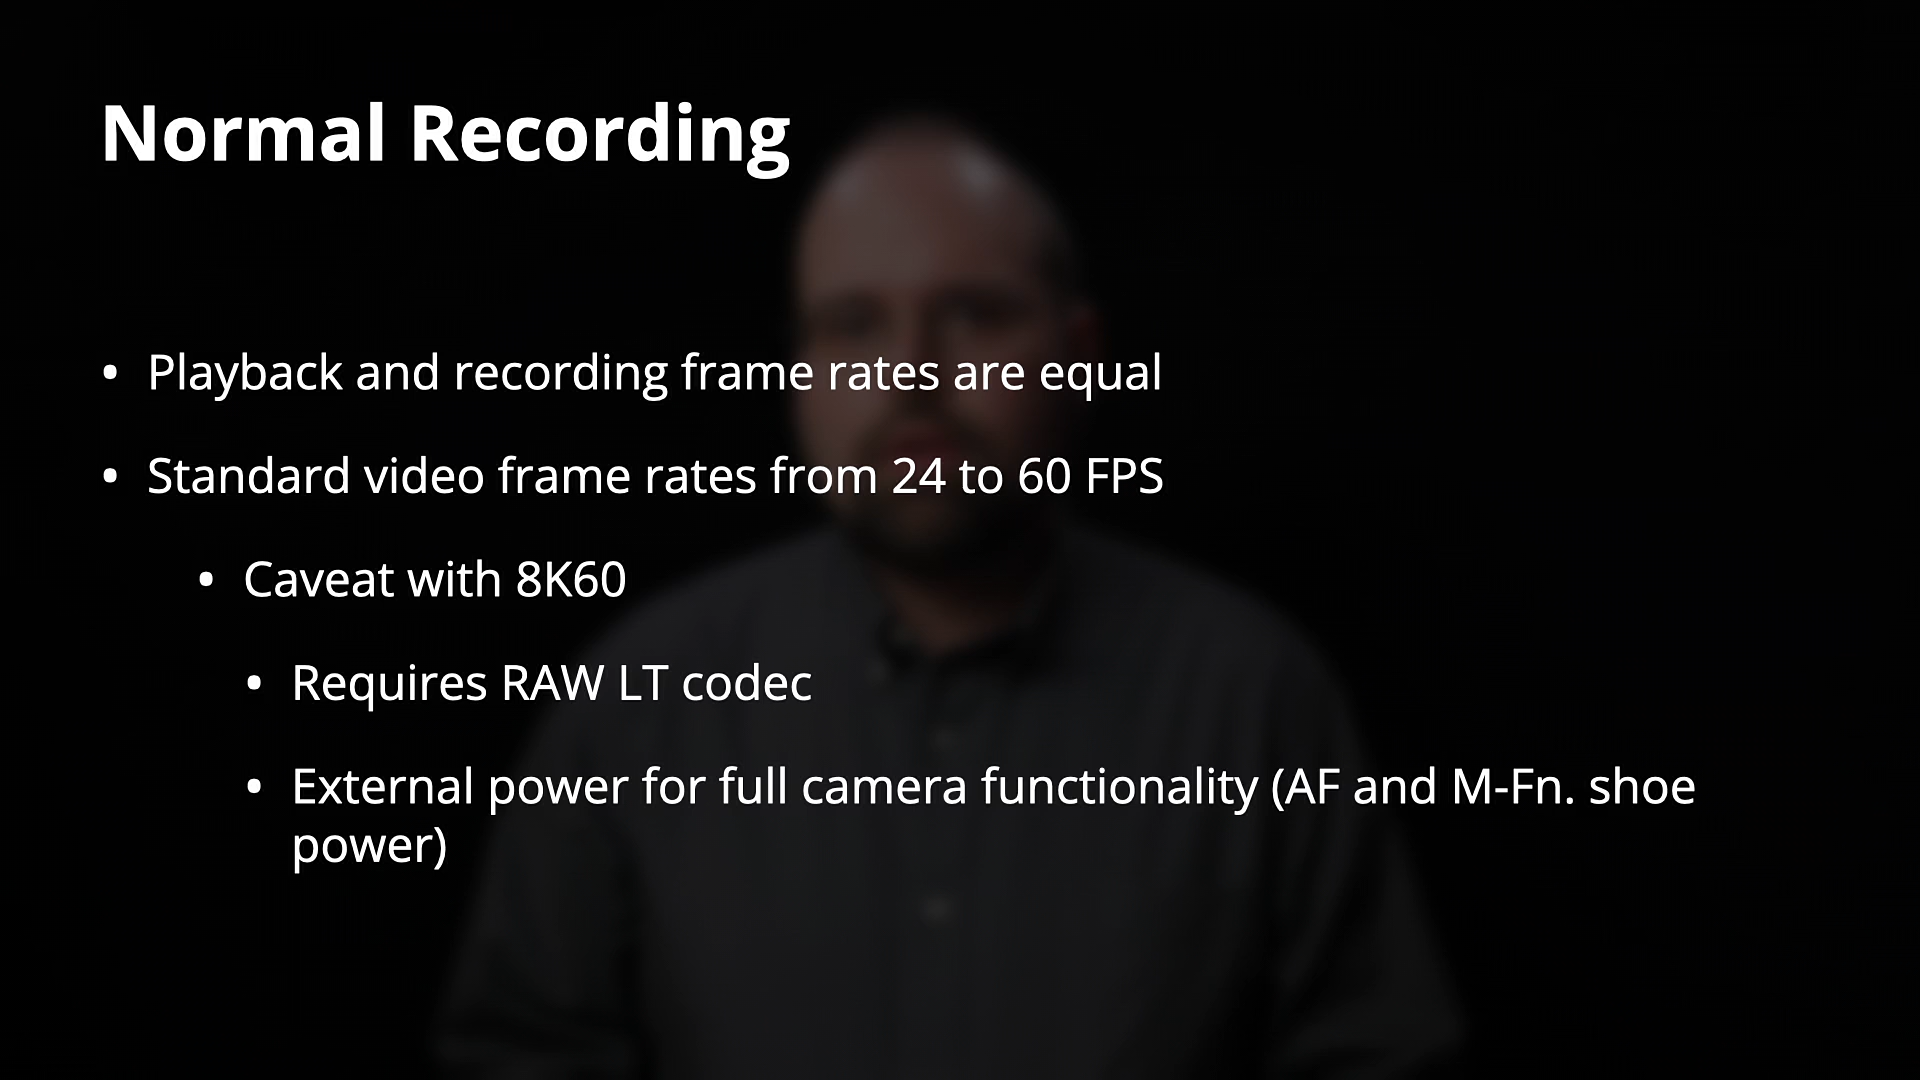 Normal Recording
• Playback and recording frame rates are equal
• Standard video frame rates from 24 to 60 FPS
• Caveat with 8K60
• Requires RAW LT codec
• External power for full camera functionality (AF and M-Fn. shoe
power)